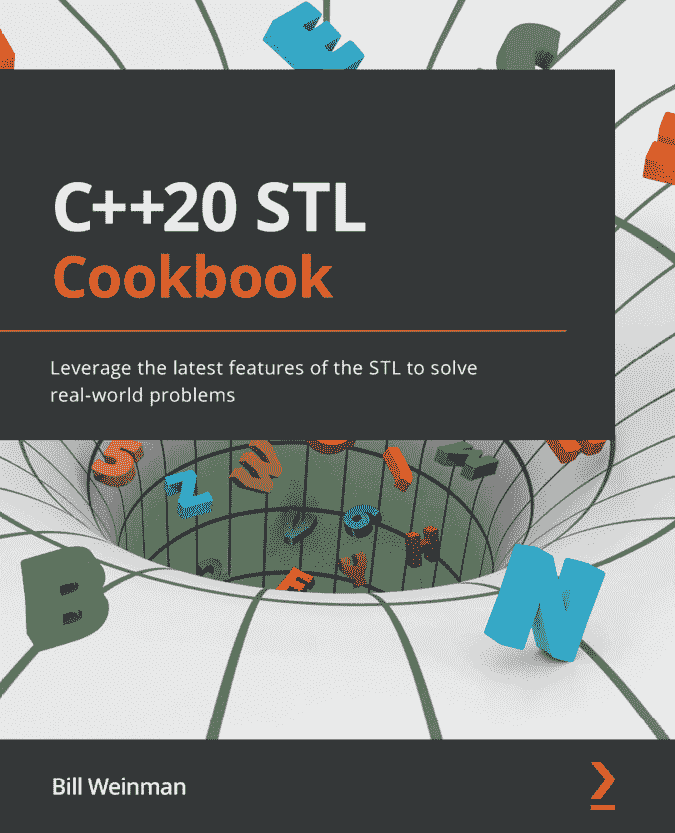 C++20 STL
Cookbook
Leverage the latest features of the STL to solve
real-world problems
B
N
Bill Weinman